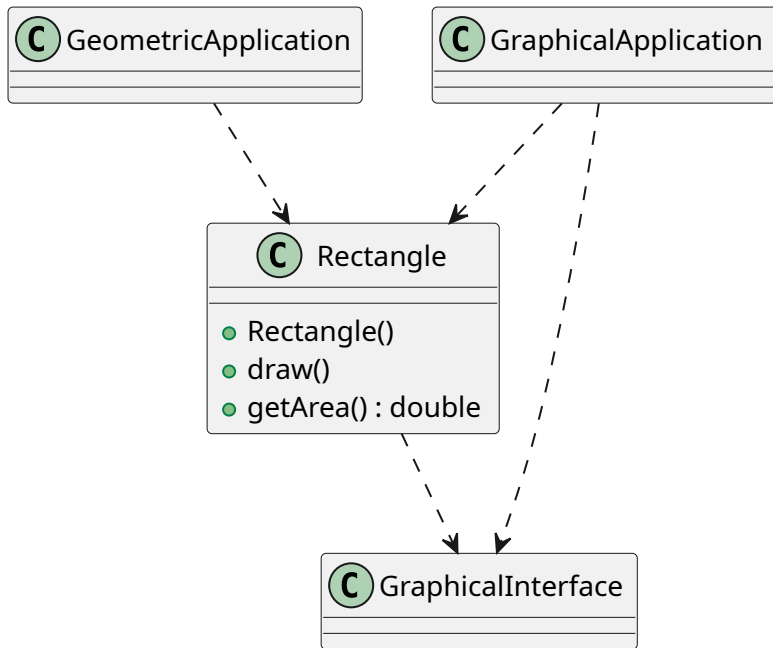 C GeometricApplication
C GraphicalApplication
C Rectangle
Rectangle()
draw()
getArea() : double
C GraphicalInterface